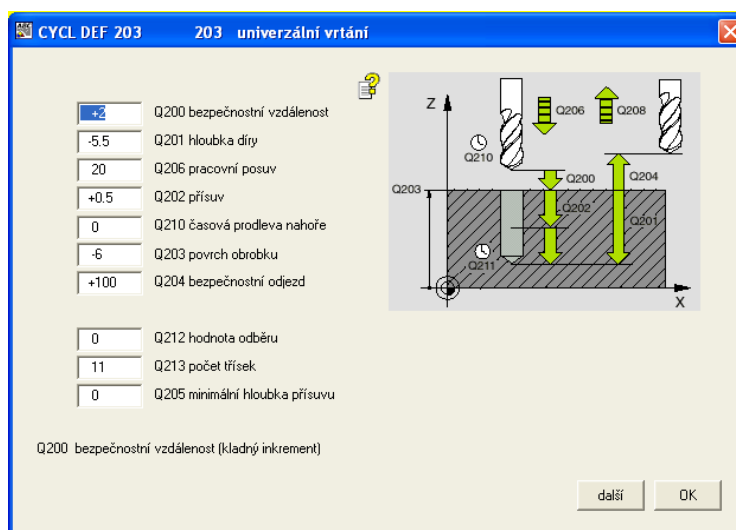 CYCL DEF 203 203 univerzální vrtání
+2 Q200 bezpečnostní vzdálenost
-5.5 Q201 hloubka díry
20 Q206 pracovní posuv
+0.5 Q202 přísuv
0 Q210 časová prodleva nahoře
-6 Q203 povrch obrobku
+100 Q204 bezpečnostní odjezd
0 Q212 hodnota odběru
11 Q213 počet třísek
0 Q205 minimální hloubka přísuvu
Z
Q206 Q208
Q210
Q200 Q204
Q203
Q202
Q201
Q211
X
Q200 bezpečnostní vzdálenost (kladný inkrement)
další OK